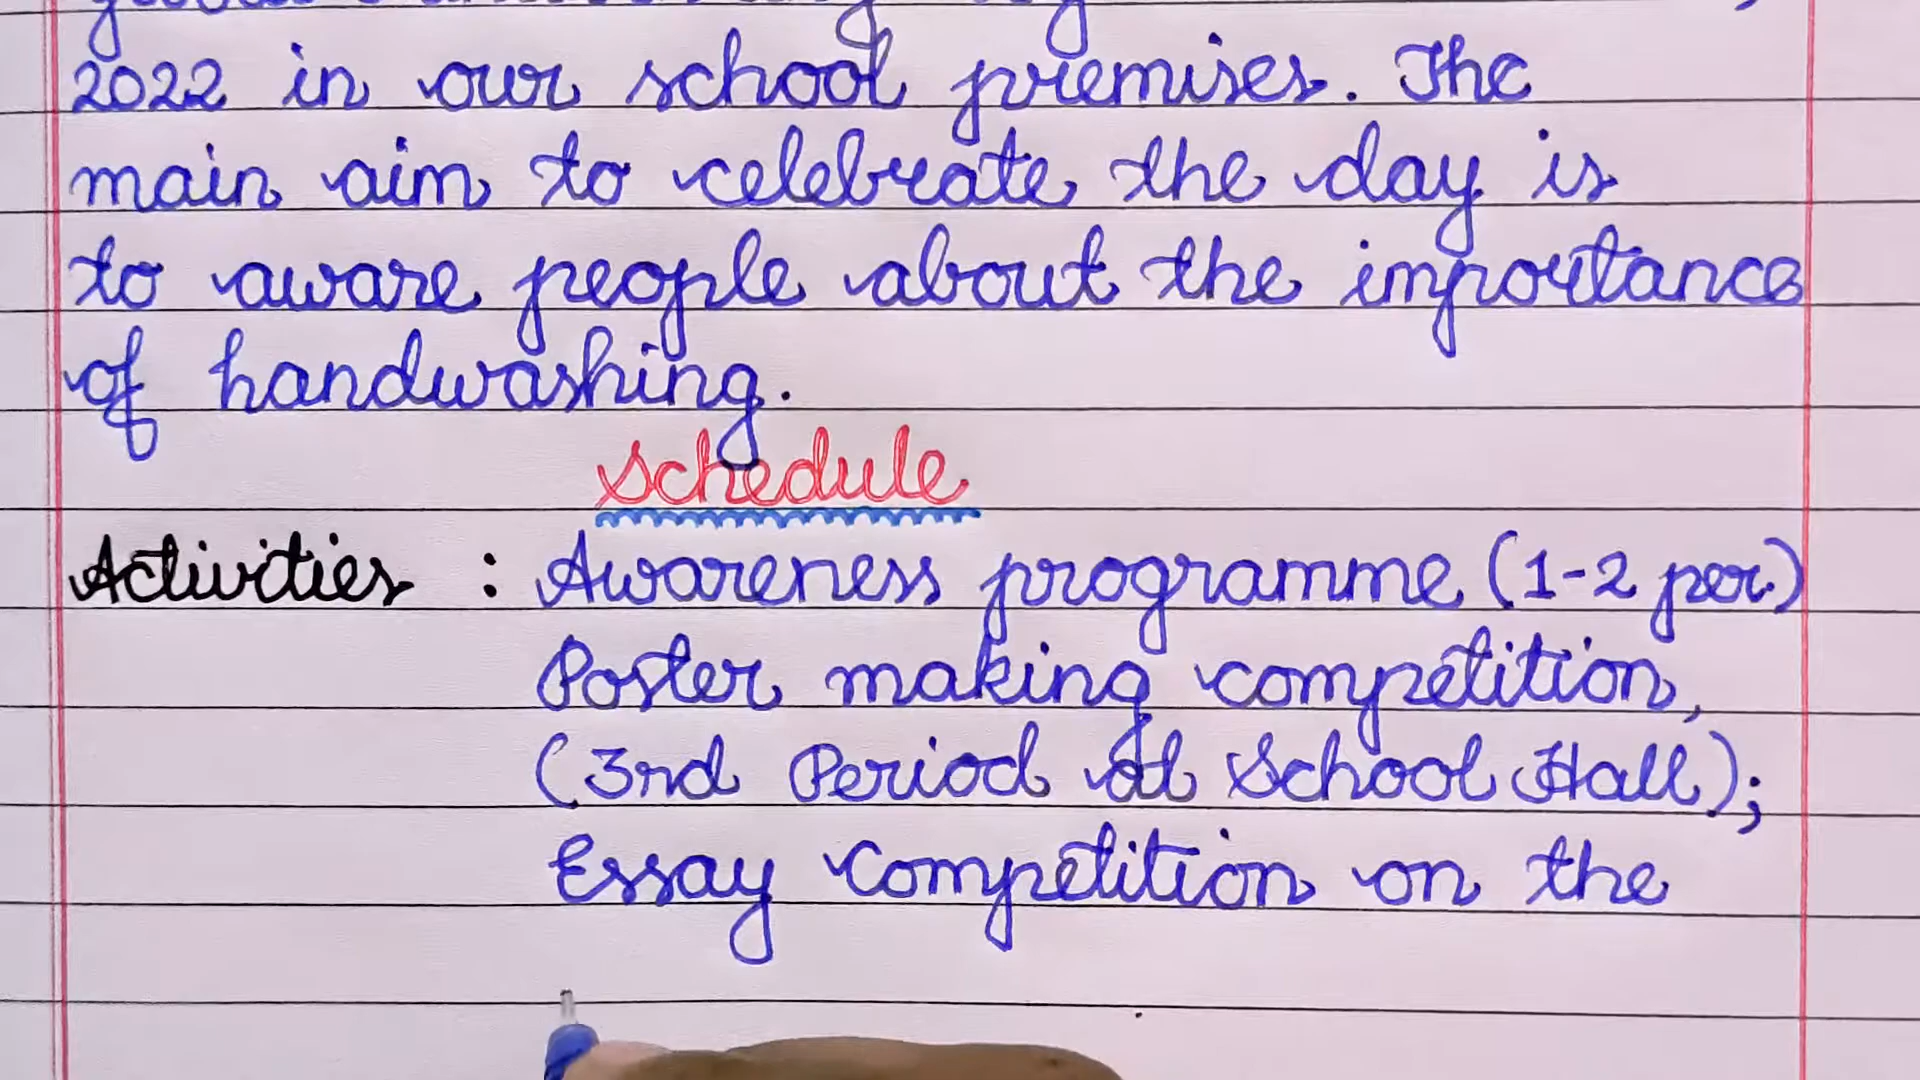 2022 in our school premises. The
main aim to celebrate the day is
to aware people about the importance
of handwashing.
Schedule
Activities : Awareness programme (1-2 per.)
Poster making competition,
(3rd Period at School Hall);
Essay Competition on the